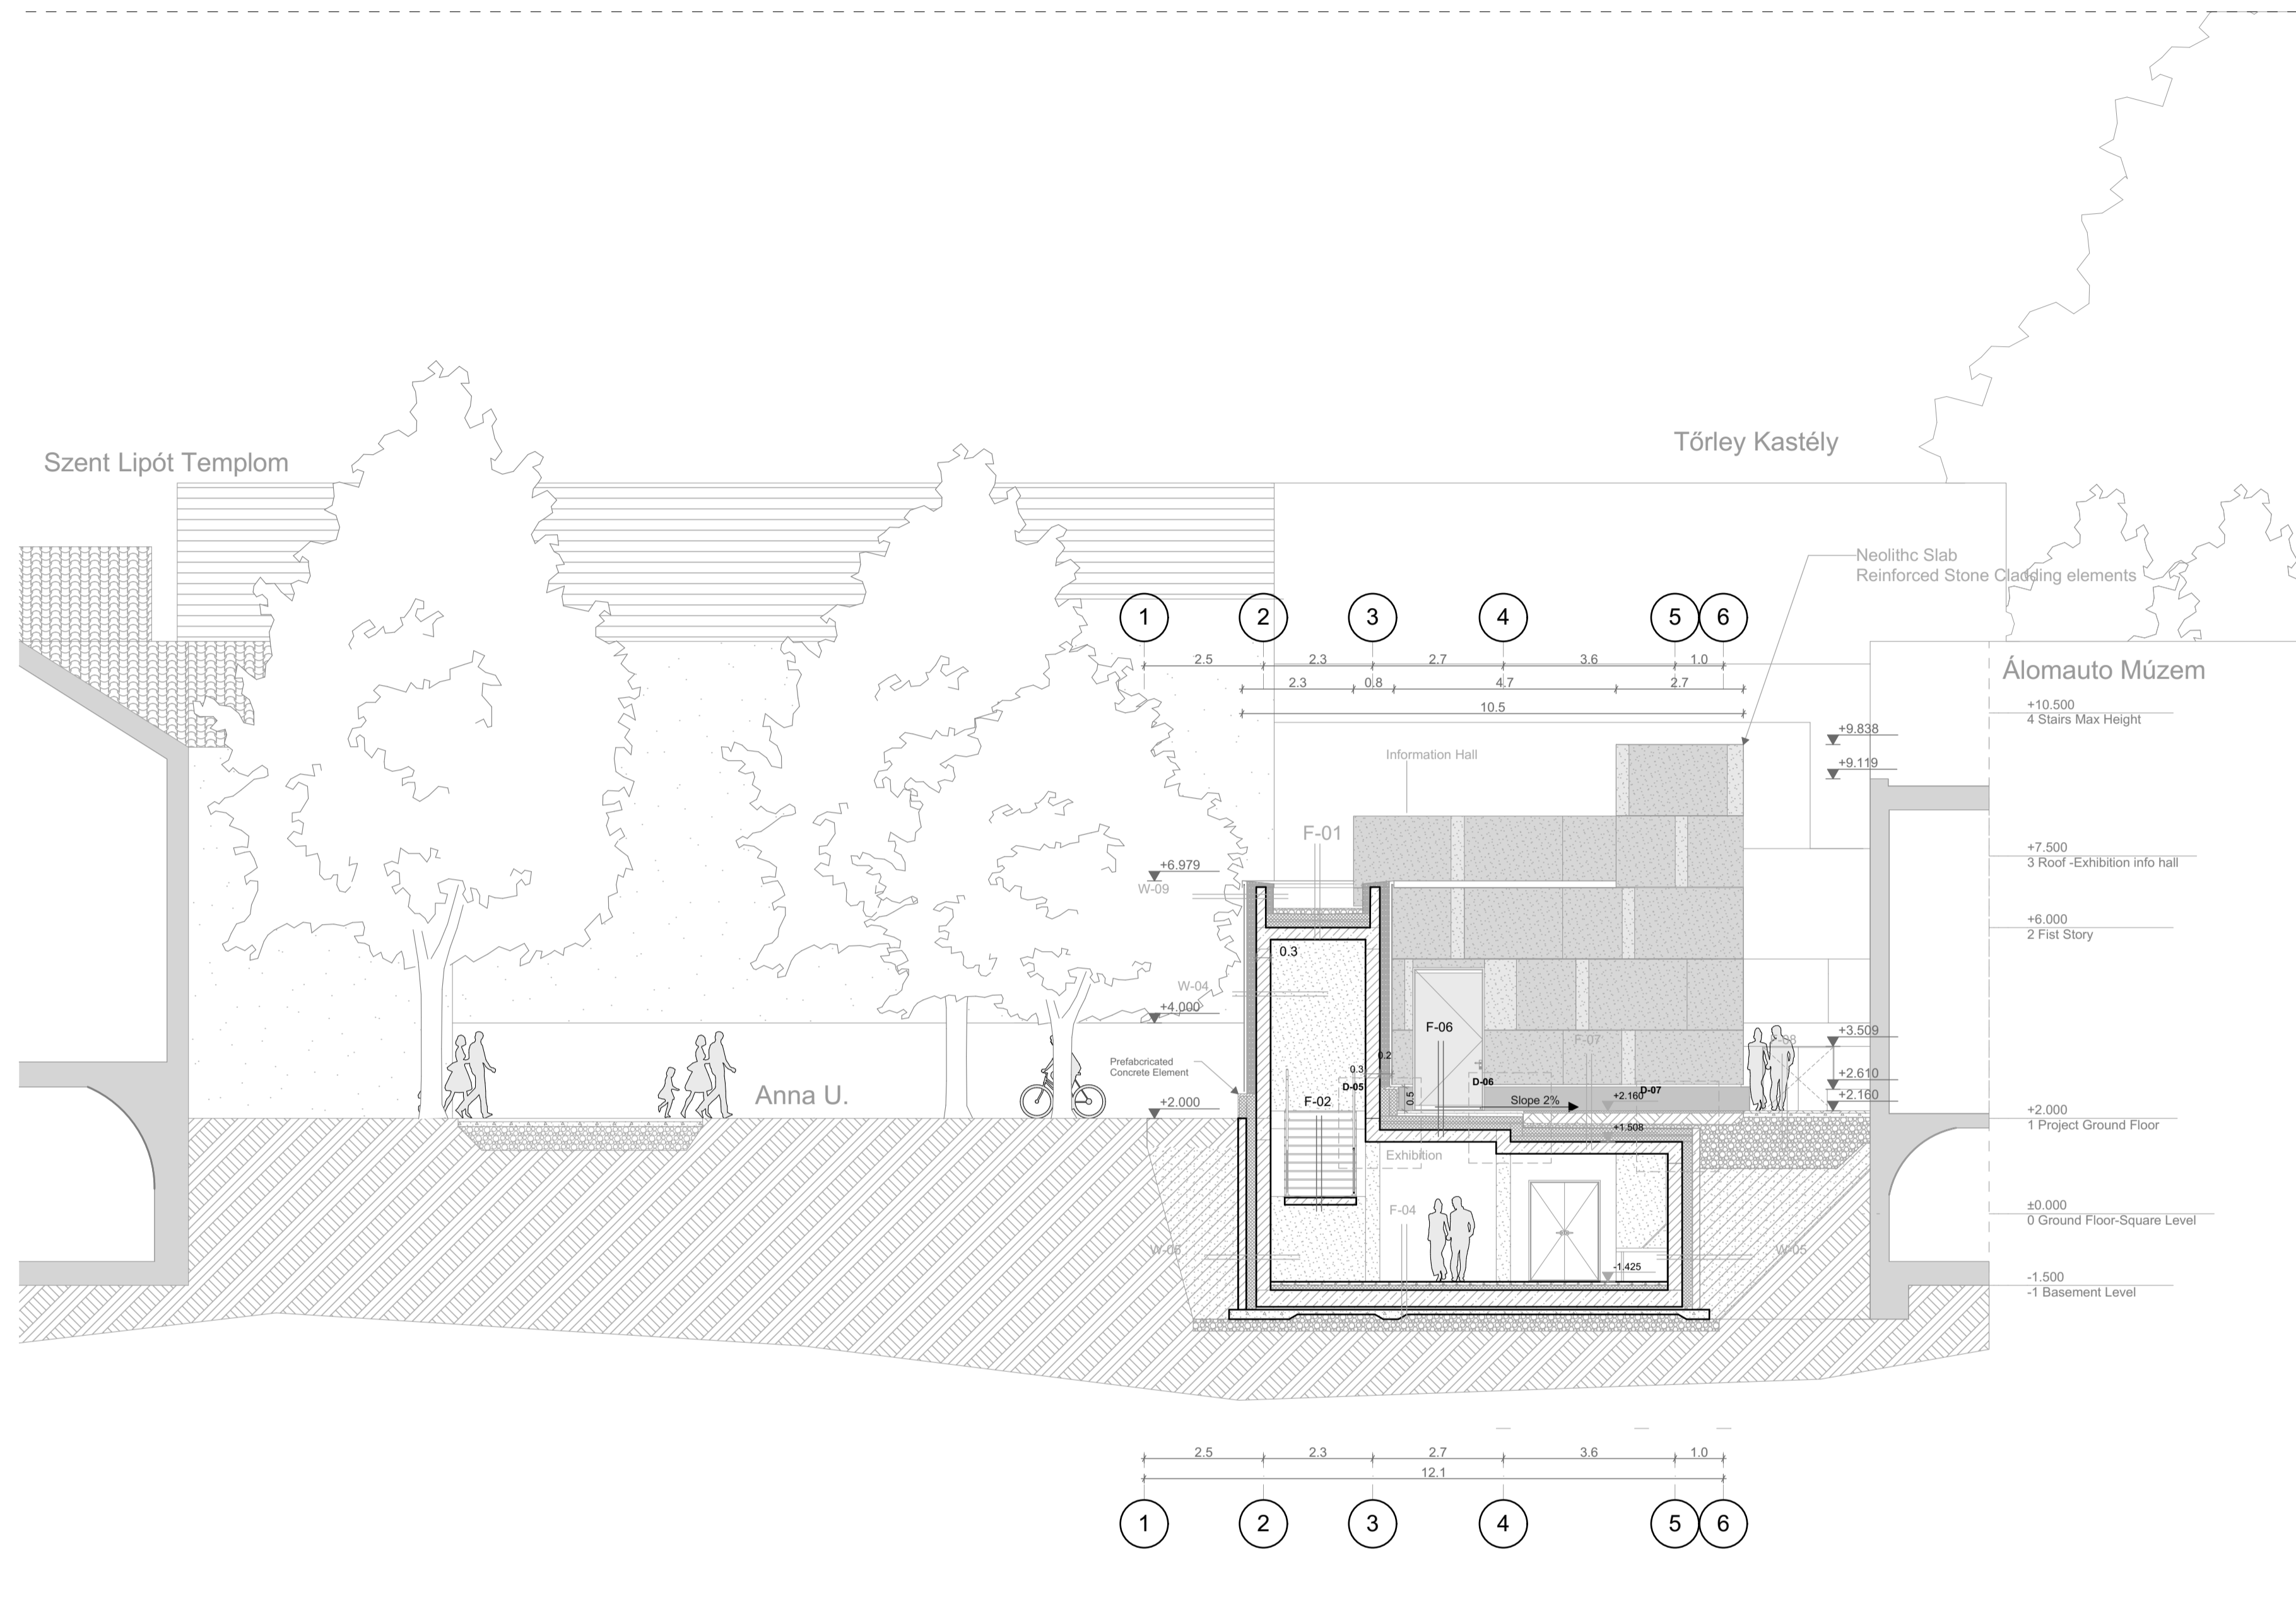 Szent Lipót Templom
Tőrley Kastély
Neolithc Slab
Reinforced Stone Cladding elements
1 2 3 4 5 6
2.5 2.3 2.7 3.6 1.0
2.3 0.8 4.7 2.7
10.5
Álomauto Múzem
+10.500
4 Stairs Max Height
+9.838
+9.119
Information Hall
F-01
+7.500
3 Roof -Exhibition info hall
+6.979
W-09
+6.000
2 Fist Story
0.3
W-04
+4.000
F-06
F-07
+3.509
Prefabcricated
Concrete Element
0.2
0.3
D-05
D-06
D-07
+2.610
Anna U.
F-02
0.5
Slope 2%
+2.160
+2.160
+2.000
+2.000
1 Project Ground Floor
+1.508
Exhibition
F-04
±0.000
0 Ground Floor-Square Level
W-06
W-05
-1.425
-1.500
-1 Basement Level
2.5 2.3 2.7 3.6 1.0
12.1
1 2 3 4 5 6